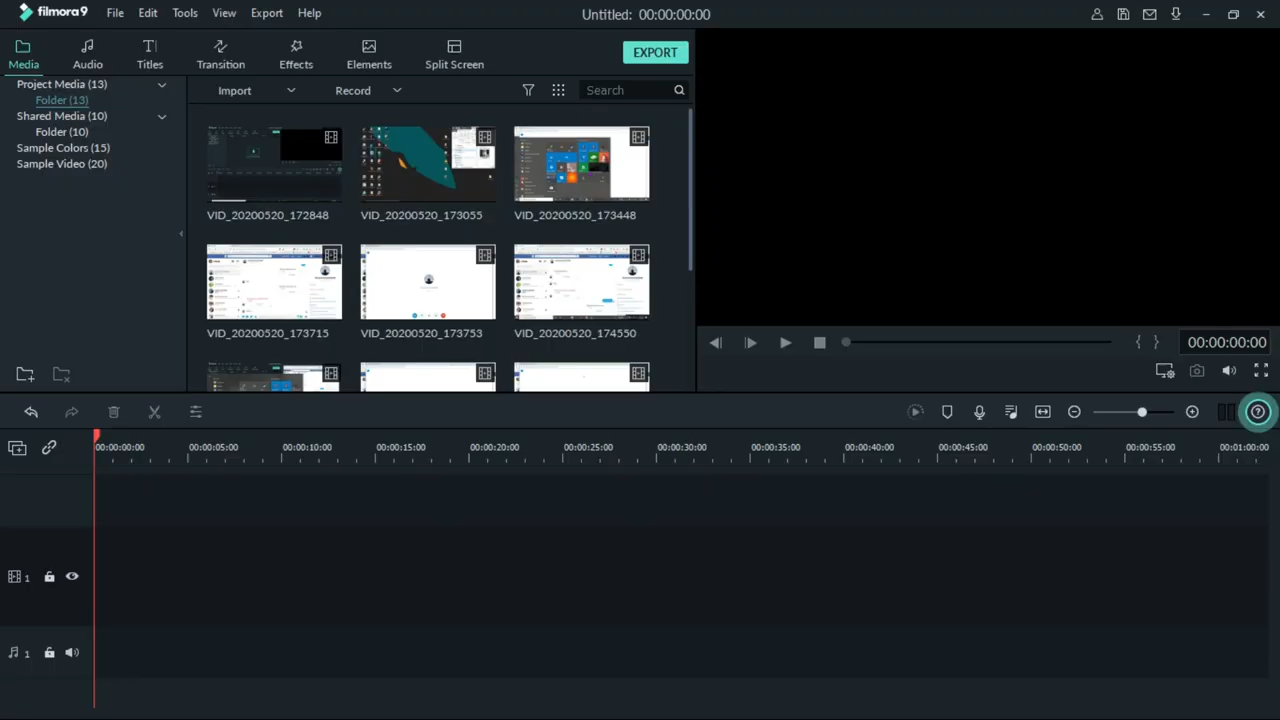 filmora9 File Edit Tools View Export Help Untitled: 00:00:00:00
Media Audio Titles Transition Effects Elements Split Screen EXPORT
Project Media (13)
Folder (13)
Shared Media (10)
Folder (10)
Sample Colors (15)
Sample Video (20)
Import Record Search
VID_20200520_172848 VID_20200520_173055 VID_20200520_173448
VID_20200520_173715 VID_20200520_173753 VID_20200520_174550
00:00:00:00
00:00:00:00 00:00:05:00 00:00:10:00 00:00:15:00 00:00:20:00 00:00:25:00 00:00:30:00 00:00:35:00 00:00:40:00 00:00:45:00 00:00:50:00 00:00:55:00 00:01:00:00
1
1